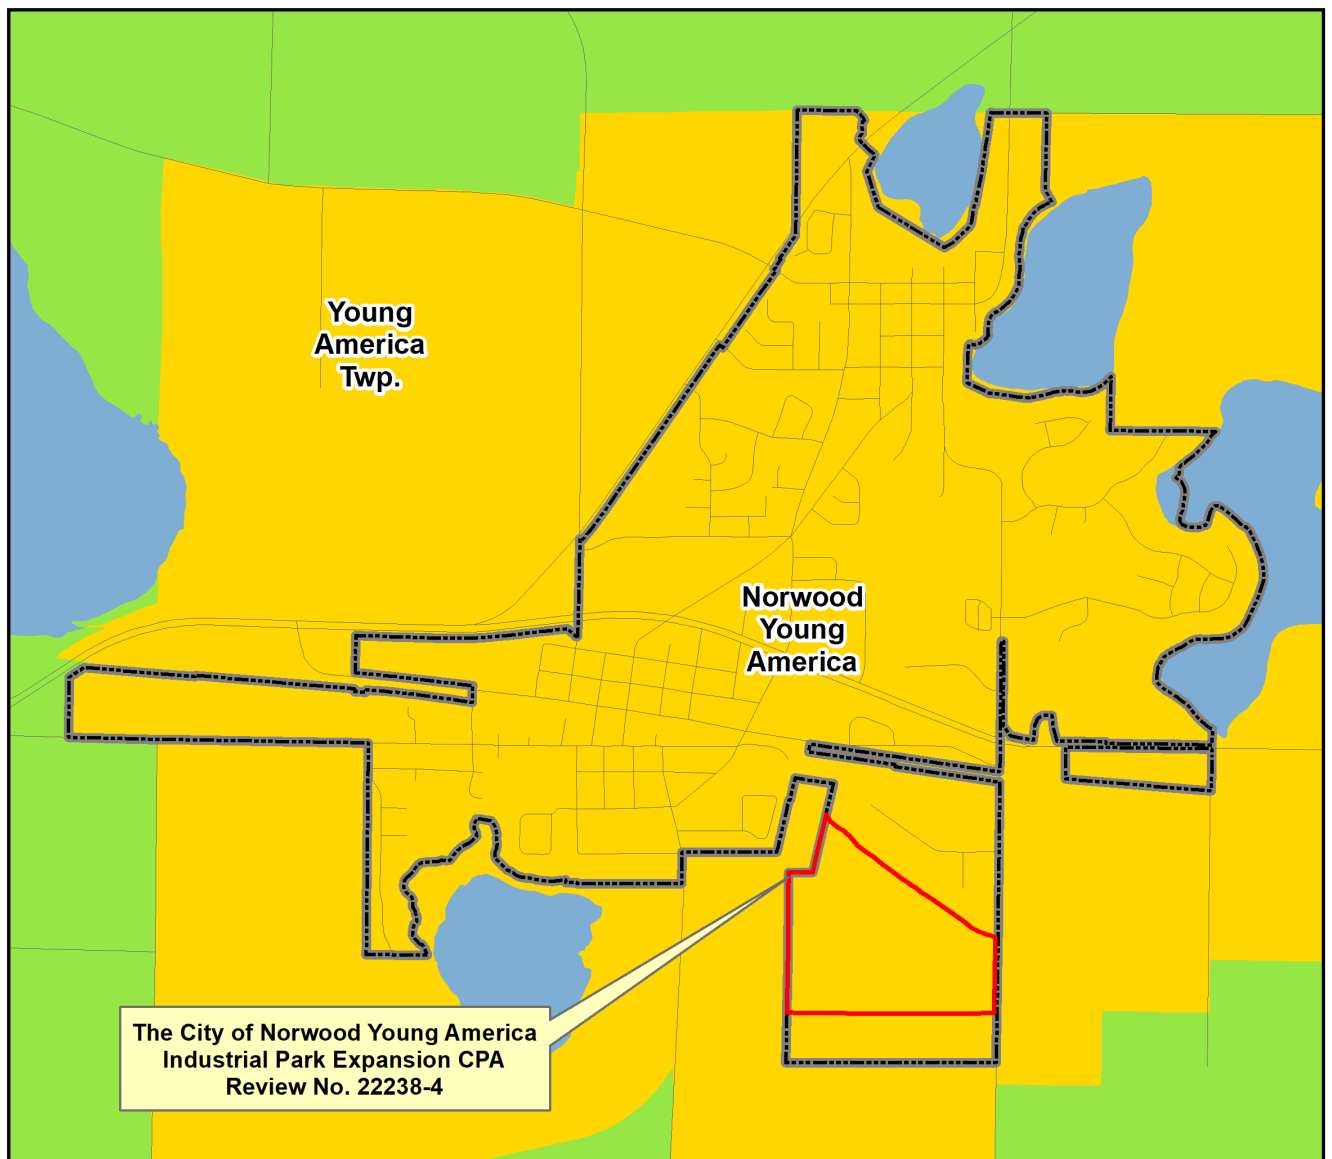 Young
America
Twp.
Norwood
Young
America
The City of Norwood Young America
Industrial Park Expansion CPA
Review No. 22238-4